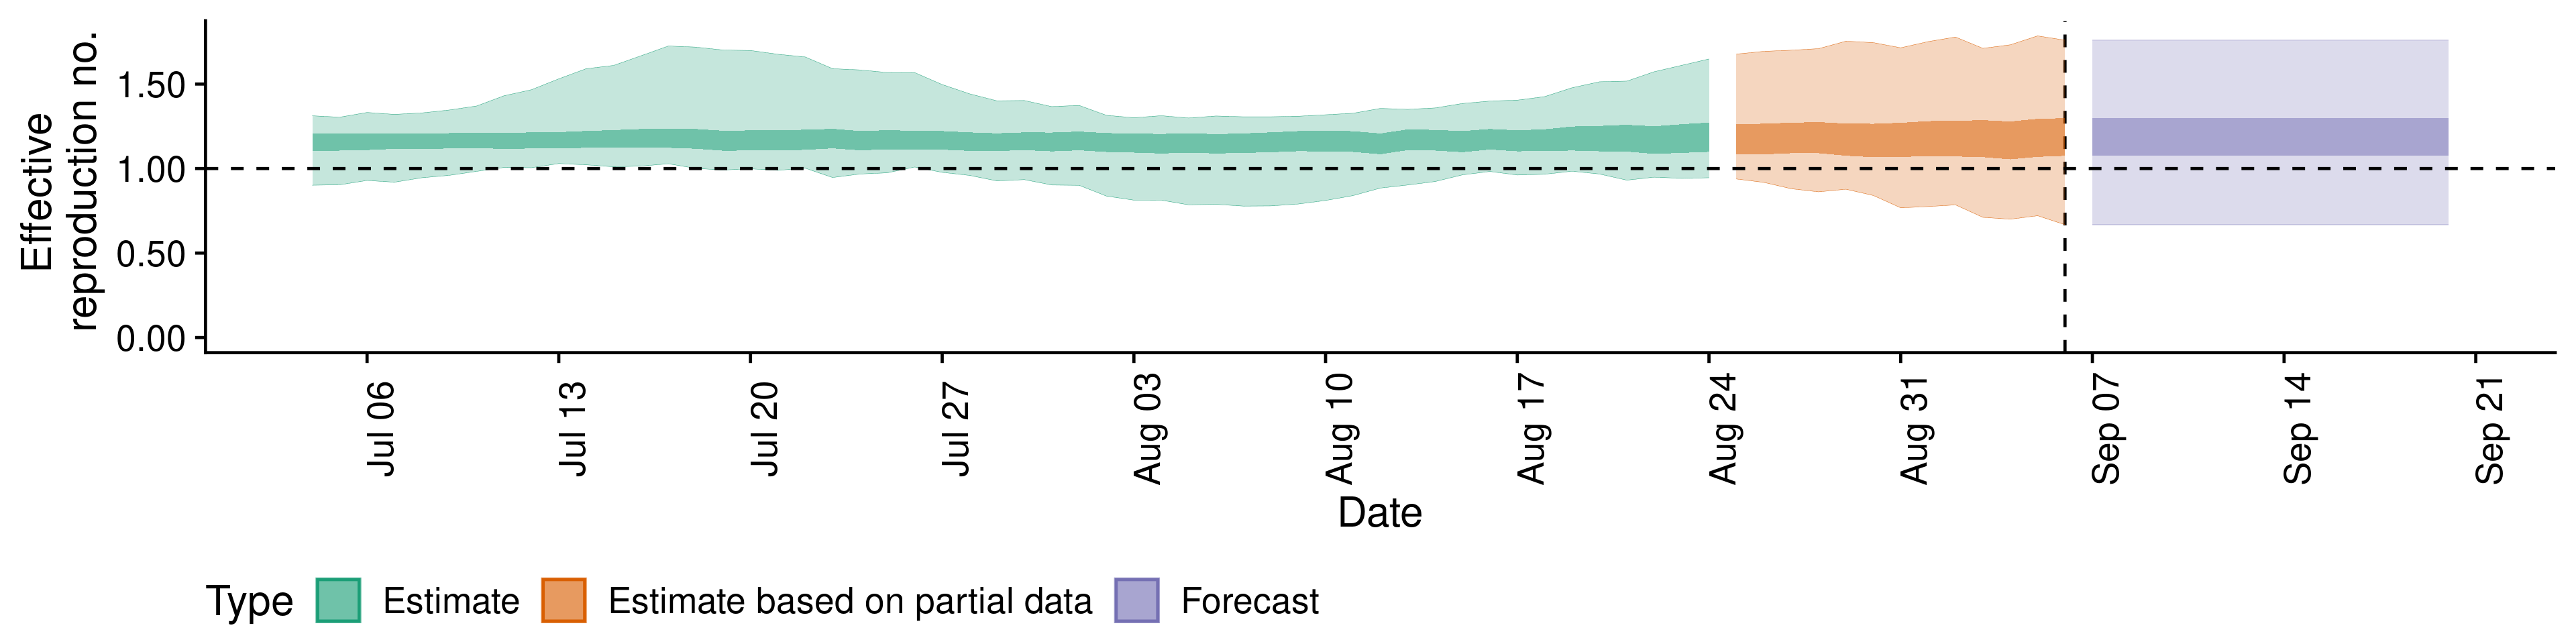 Effective
reproduction no.
1.50
1.00
0.50
0.00
Jul 06
Jul 13
Jul 20
Jul 27
Aug 03
Aug 10
Aug 17
Aug 24
Aug 31
Sep 07
Sep 14
Sep 21
Date
Type Estimate Estimate based on partial data Forecast